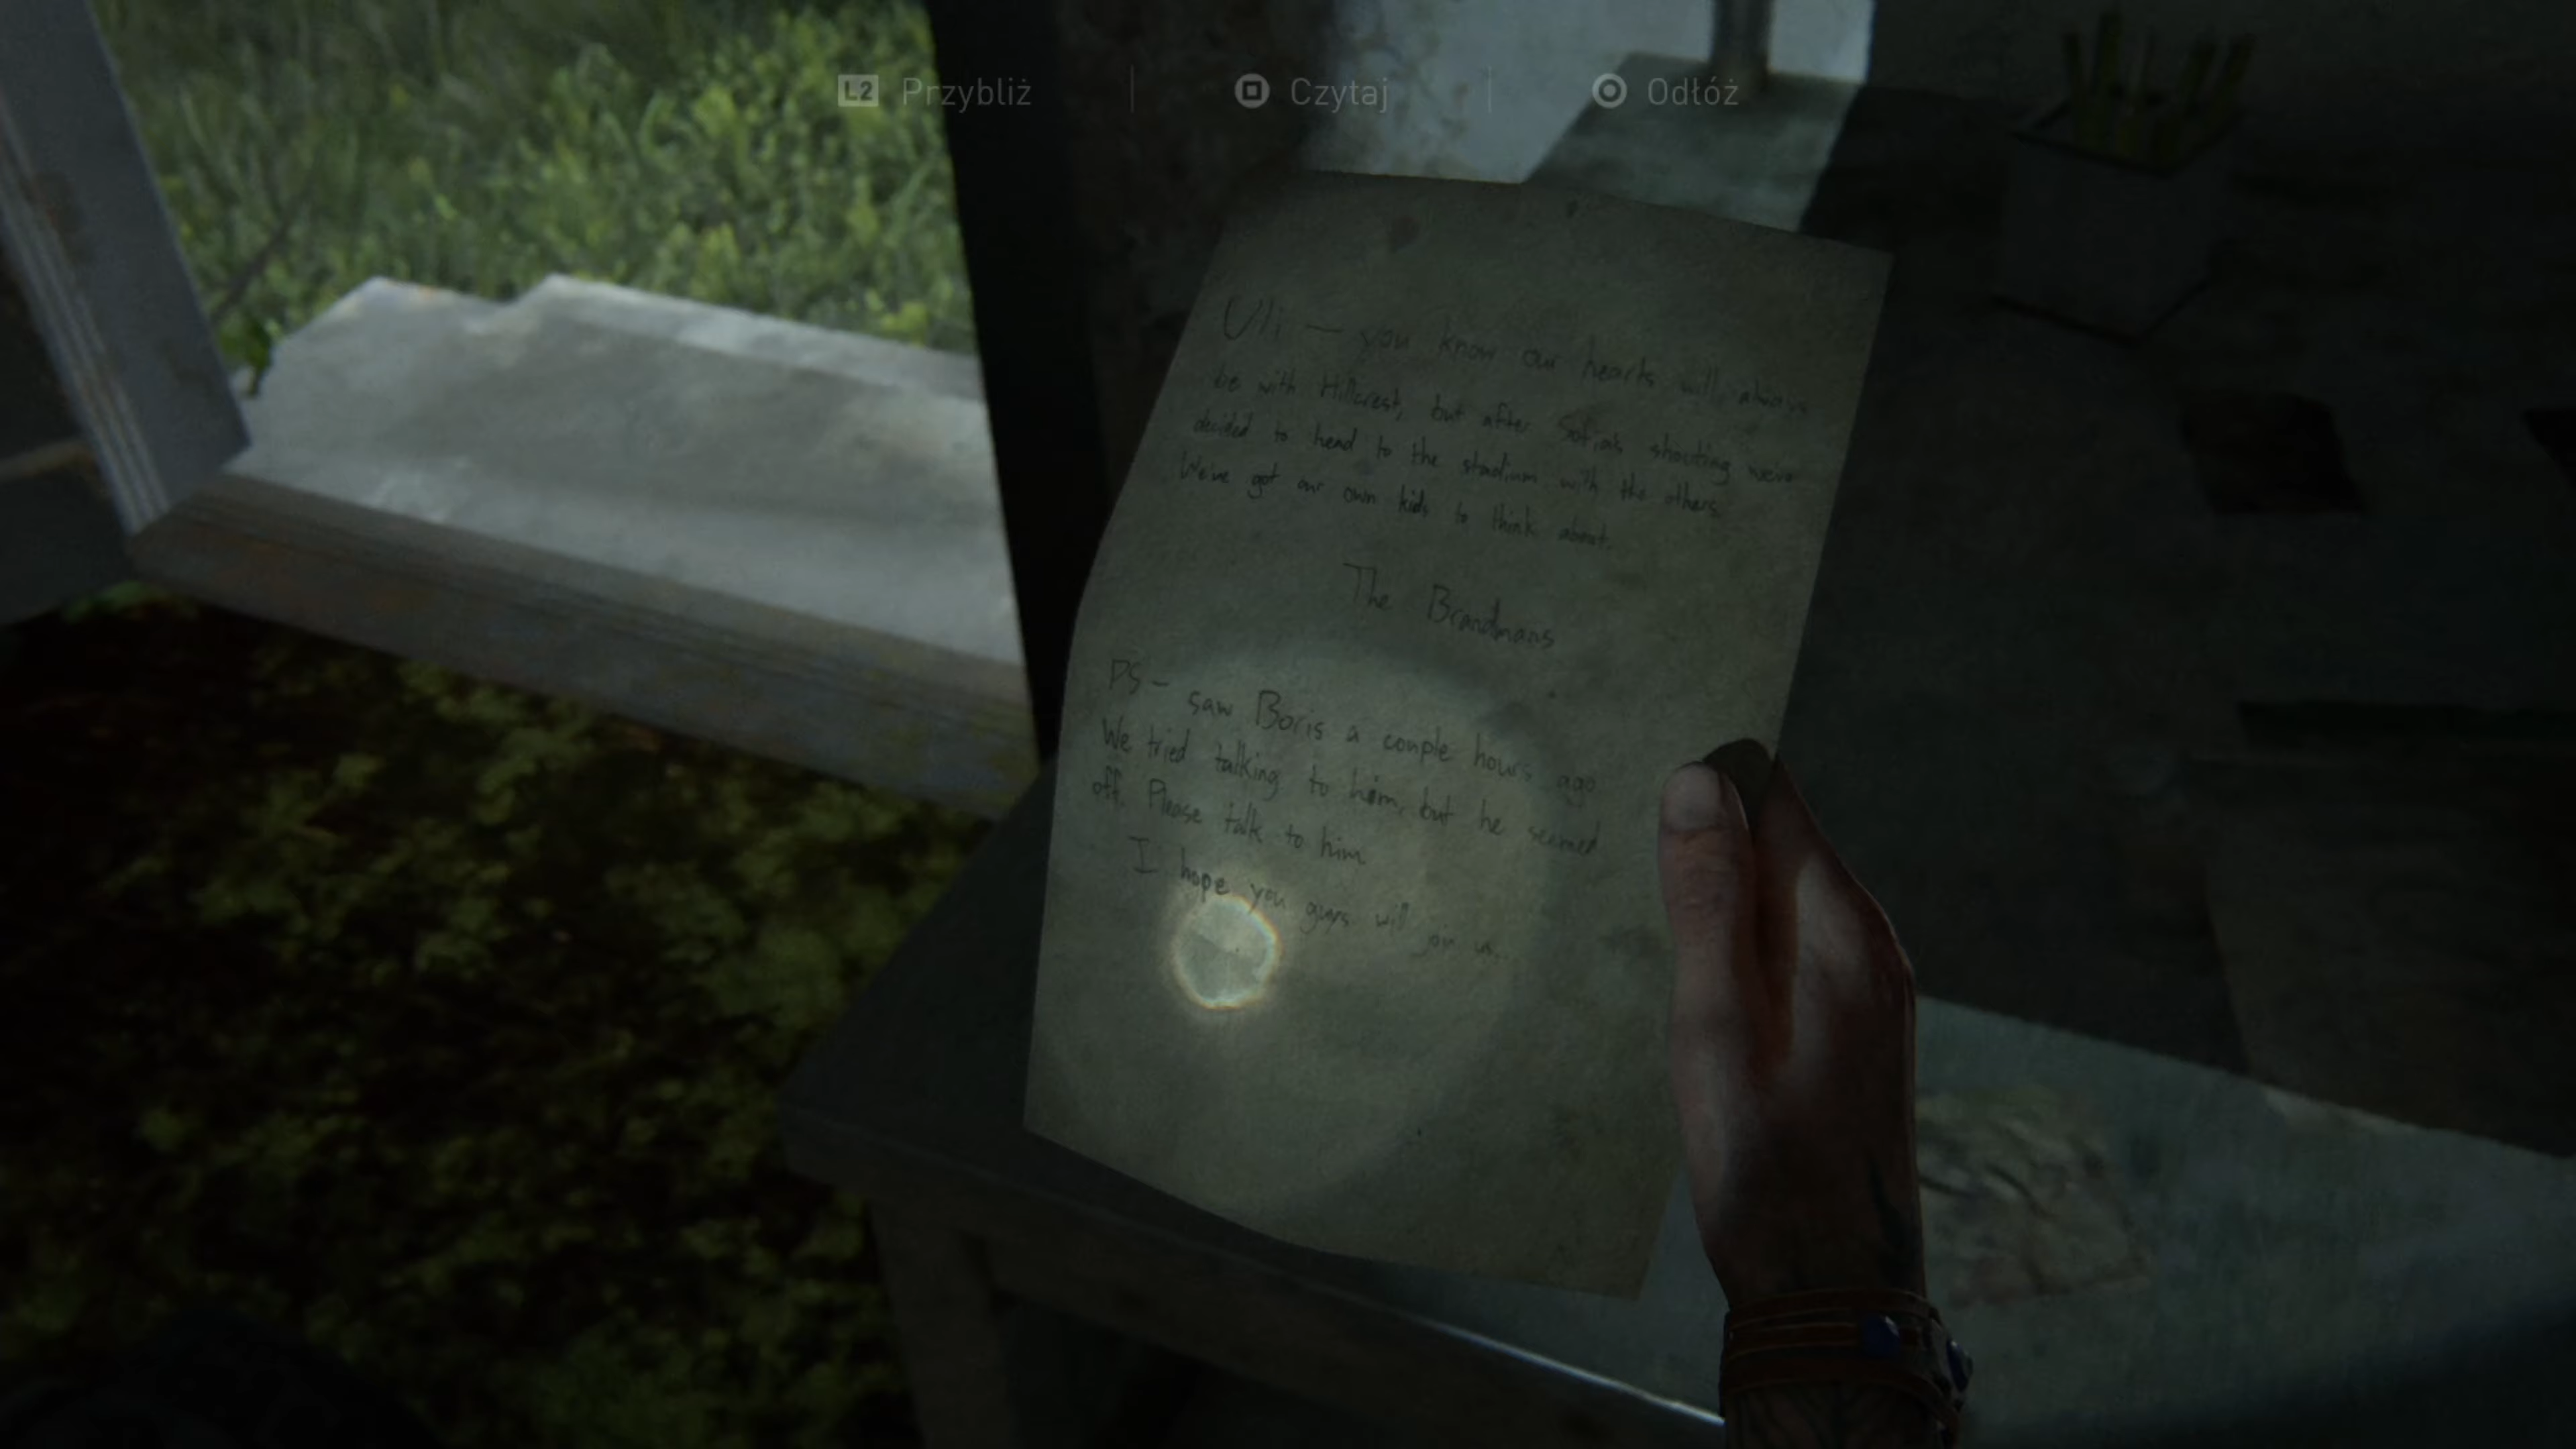 L2 Przybliż
Czytaj
Odłóż
Uli — you know our hearts will always
be with Hillcrest, but after Sofia's shooting we've
decided to head to the stadium with the others.
We've got our own kids to think about.
The Brandmans
PS- saw Boris a couple hours ago
We tried talking to him, but he seemed
off. Please talk to him.
I hope you guys will join us.